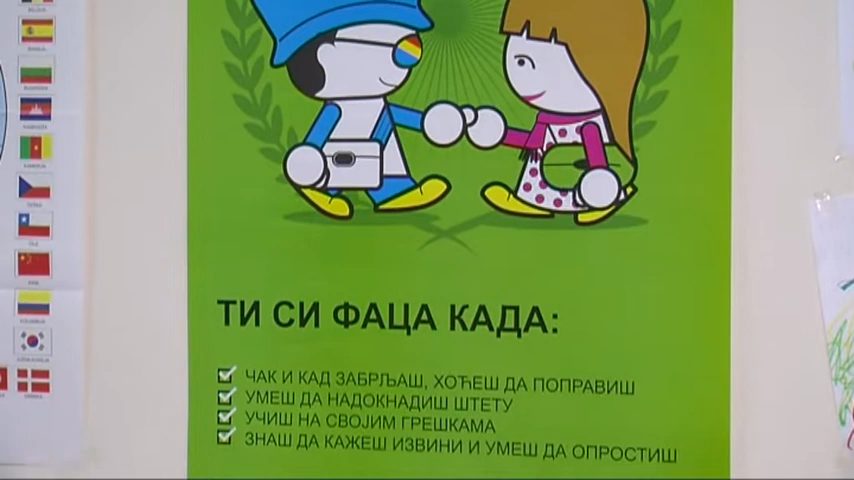 ТИ СИ ФАЦА КАДА:
ЧАК И КАД ЗАБРЉАШ, ХОЋЕШ ДА ПОПРАВИШ
УМЕШ ДА НАДОКНАДИШ ШТЕТУ
УЧИШ НА СВОЈИМ ГРЕШКАМА
ЗНАШ ДА КАЖЕШ ИЗВИНИ И УМЕШ ДА ОПРОСТИШ